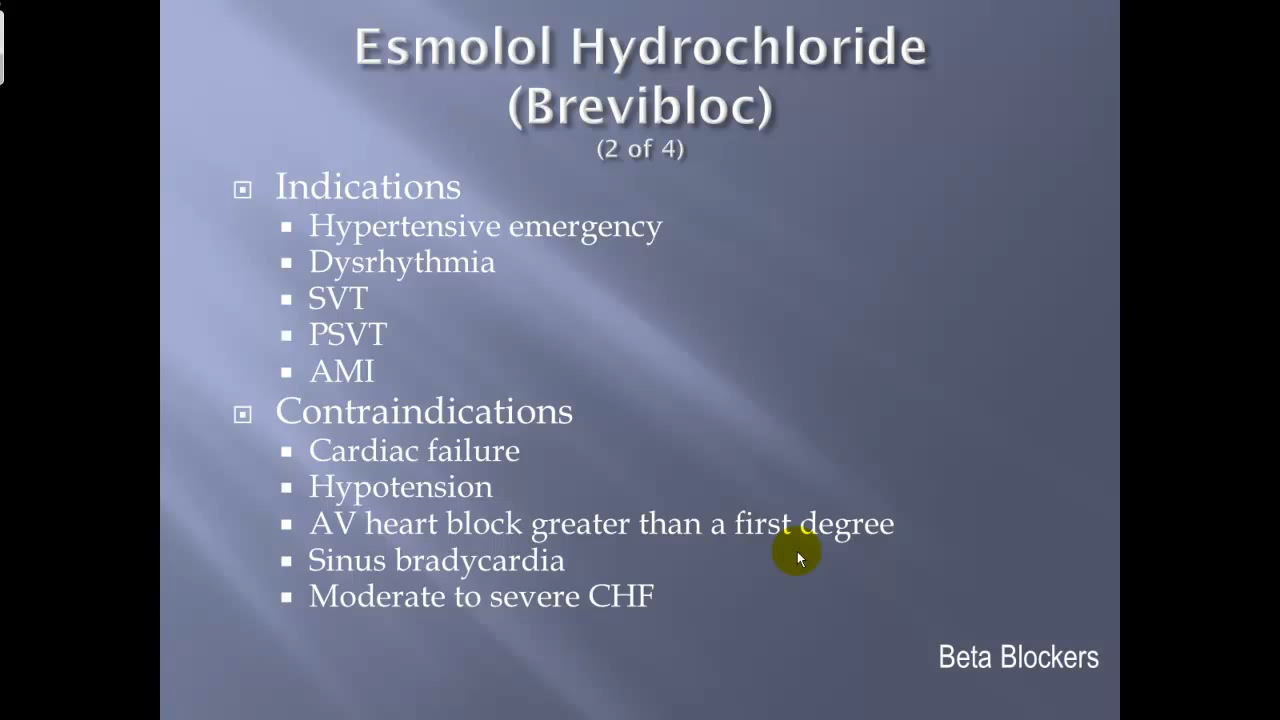 Esmolol Hydrochloride
(Brevibloc)
(2 of 4)
Indications
Hypertensive emergency
Dysrhythmia
SVT
PSVT
AMI
Contraindications
Cardiac failure
Hypotension
AV heart block greater than a first degree
Sinus bradycardia
Moderate to severe CHF
Beta Blockers